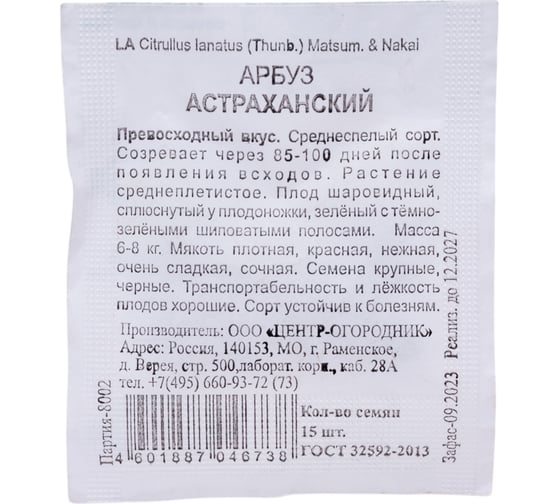 LA Citrullus lanatus (Thunb.) Matsum. & Nakai
АРБУЗ
АСТРАХАНСКИЙ
Превосходный вкус. Среднеспелый сорт.
Созревает через 85-100 дней после
появления всходов. Растение
среднеплетистое. Плод шаровидный,
сплюснутый у плодоножки, зелёный с тёмно-
зелёными шиповатыми полосами. Масса
6-8 кг. Мякоть плотная, красная, нежная,
очень сладкая, сочная. Семена крупные,
черные. Транспортабельность и лёжкость
плодов хорошие. Сорт устойчив к болезням.
Производитель: ООО «ЦЕНТР-ОГОРОДНИК»
Адрес: Россия, 140153, МО, г. Раменское,
д. Верея, стр. 500,лаборат. корп., каб. 28А
тел. +7(495) 660-93-72 (73)
Партия-8002
4 601887 046738
Кол-во семян
15 шт.
ГОСТ 32592-2013
Зафас-09.2023 Реализ. до 12.2027